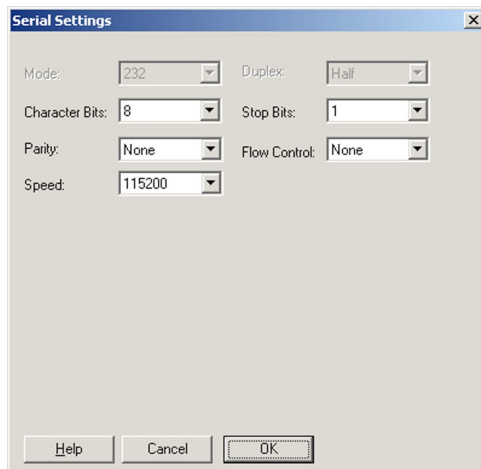 Serial Settings
Mode: 232 Duplex: Half
Character Bits: 8 Stop Bits: 1
Parity: None Flow Control: None
Speed: 115200
Help Cancel OK